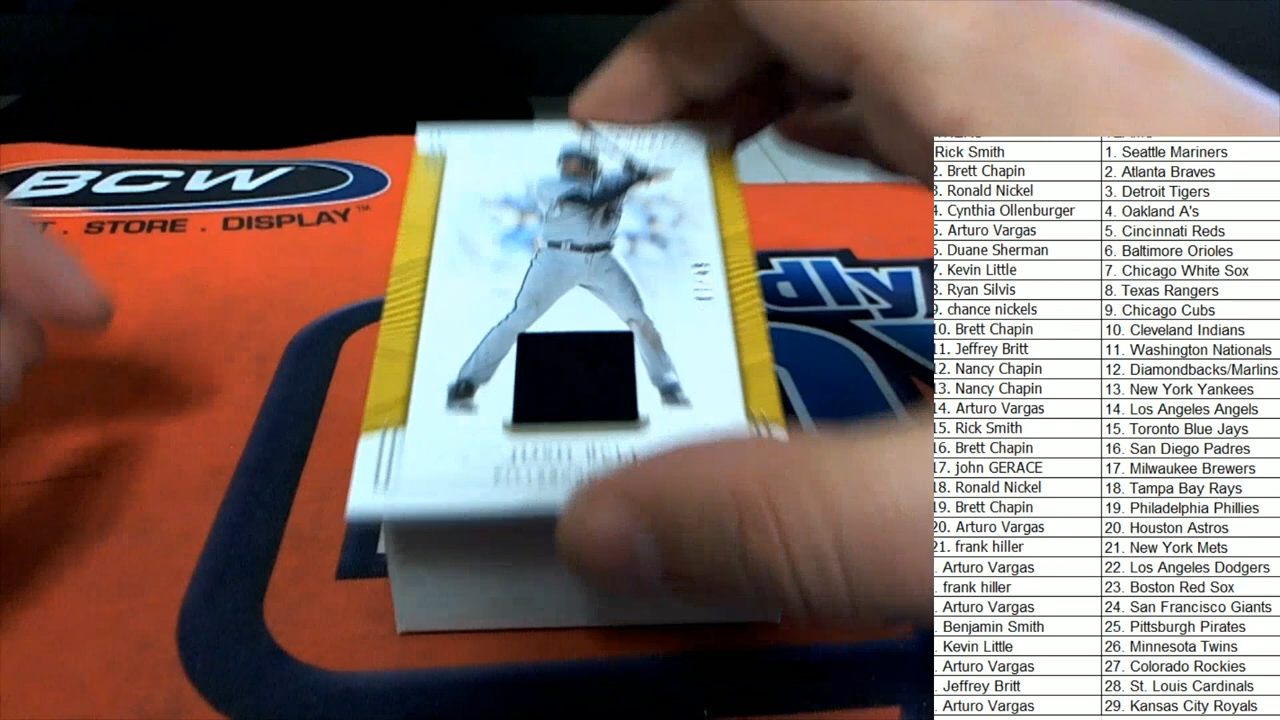 BCW
. STORE . DISPLAY™
dly
Rick Smith 1. Seattle Mariners
2. Brett Chapin 2. Atlanta Braves
3. Ronald Nickel 3. Detroit Tigers
4. Cynthia Ollenburger 4. Oakland A's
5. Arturo Vargas 5. Cincinnati Reds
6. Duane Sherman 6. Baltimore Orioles
7. Kevin Little 7. Chicago White Sox
8. Ryan Silvis 8. Texas Rangers
9. chance nickels 9. Chicago Cubs
10. Brett Chapin 10. Cleveland Indians
11. Jeffrey Britt 11. Washington Nationals
12. Nancy Chapin 12. Diamondbacks/Marlins
13. Nancy Chapin 13. New York Yankees
14. Arturo Vargas 14. Los Angeles Angels
15. Rick Smith 15. Toronto Blue Jays
16. Brett Chapin 16. San Diego Padres
17. john GERACE 17. Milwaukee Brewers
18. Ronald Nickel 18. Tampa Bay Rays
19. Brett Chapin 19. Philadelphia Phillies
20. Arturo Vargas 20. Houston Astros
21. frank hiller 21. New York Mets
. Arturo Vargas 22. Los Angeles Dodgers
. frank hiller 23. Boston Red Sox
. Arturo Vargas 24. San Francisco Giants
. Benjamin Smith 25. Pittsburgh Pirates
. Kevin Little 26. Minnesota Twins
. Arturo Vargas 27. Colorado Rockies
. Jeffrey Britt 28. St. Louis Cardinals
. Arturo Vargas 29. Kansas City Royals